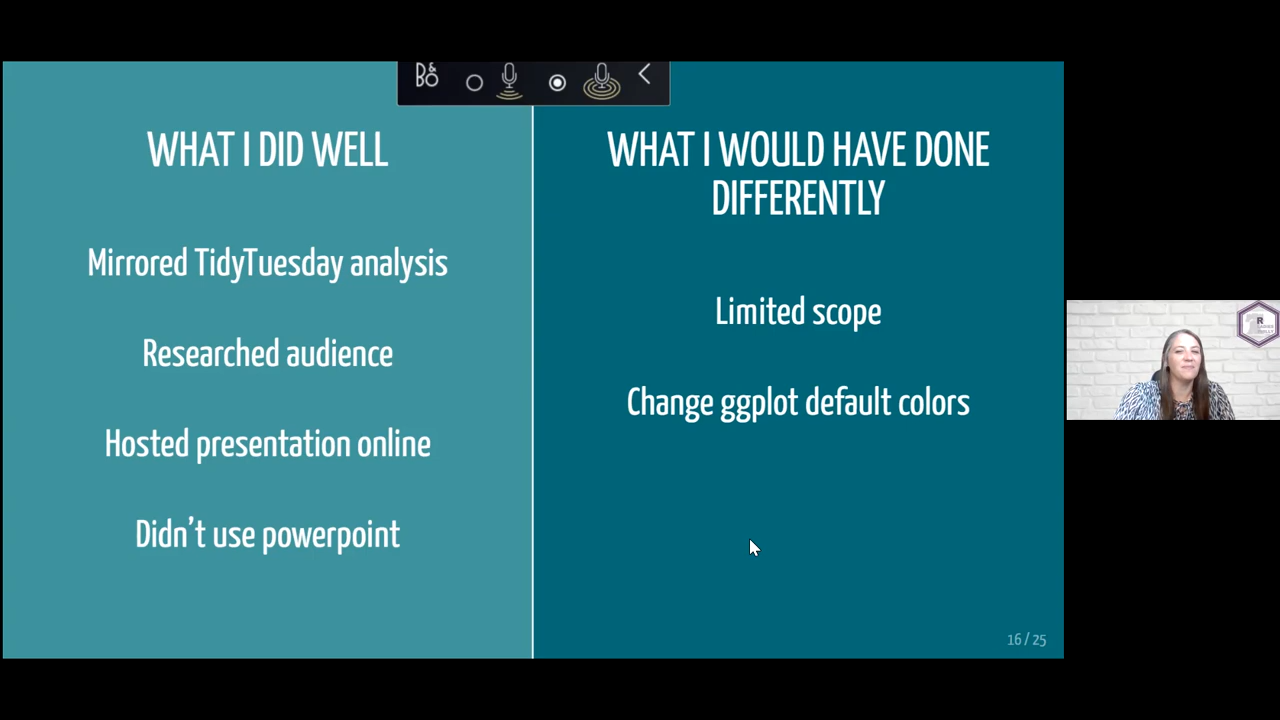 B&O
WHAT I DID WELL
Mirrored TidyTuesday analysis
Researched audience
Hosted presentation online
Didn't use powerpoint
WHAT I WOULD HAVE DONE
DIFFERENTLY
Limited scope
Change ggplot default colors
16 / 25
R
LADIES